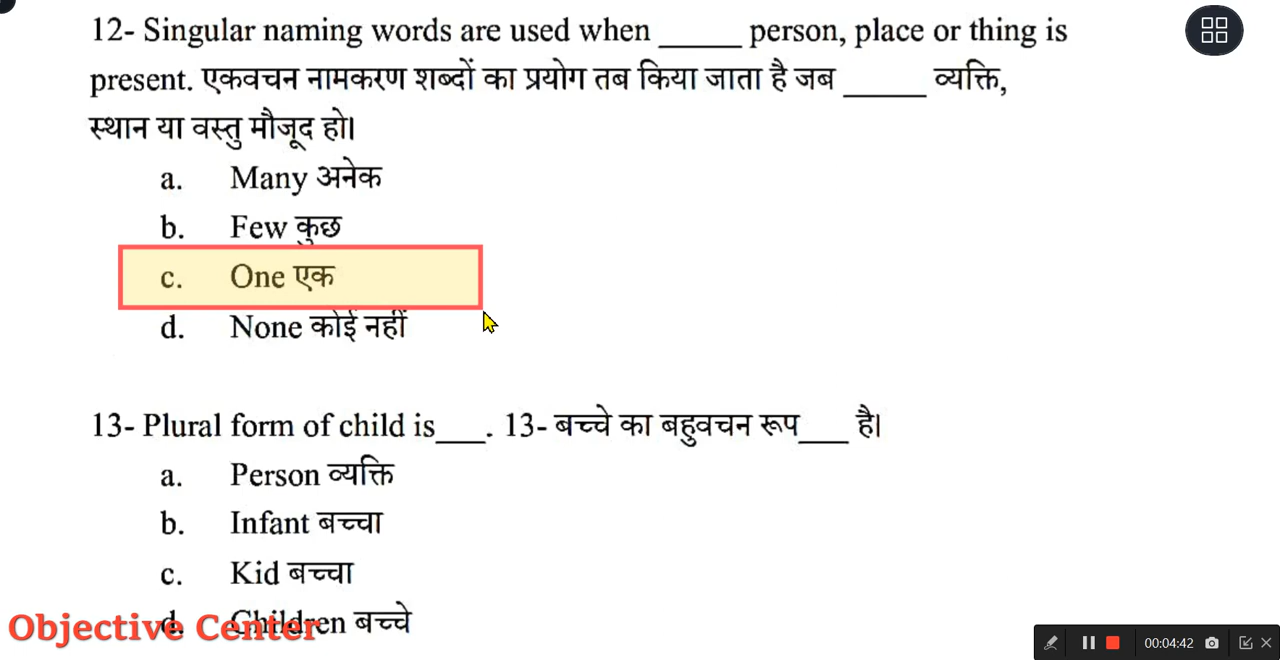 12- Singular naming words are used when _____ person, place or thing is
present. एकवचन नामकरण शब्दों का प्रयोग तब किया जाता है जब _____ व्यक्ति,
स्थान या वस्तु मौजूद हो।
a. Many अनेक
b. Few कुछ
c. One एक
d. None कोई नहीं
13- Plural form of child is___. 13- बच्चे का बहुवचन रूप___ है।
a. Person व्यक्ति
b. Infant बच्चा
c. Kid बच्चा
d. Children बच्चे
Objective Center
00:04:42